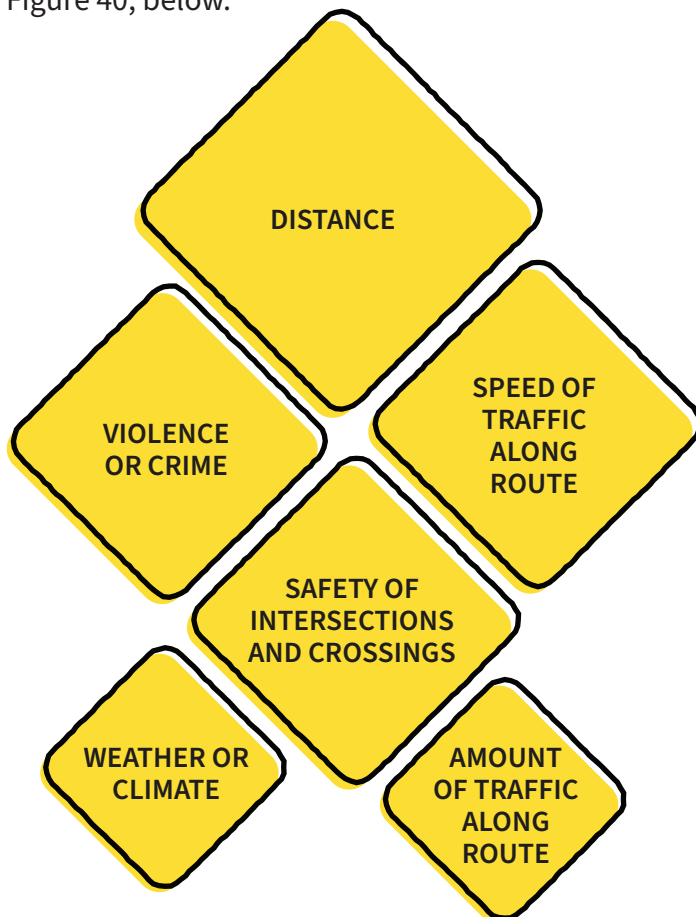 Figure 40, below.
DISTANCE
VIOLENCE
OR CRIME
SPEED OF
TRAFFIC
ALONG
ROUTE
SAFETY OF
INTERSECTIONS
AND CROSSINGS
WEATHER OR
CLIMATE
AMOUNT
OF TRAFFIC
ALONG
ROUTE